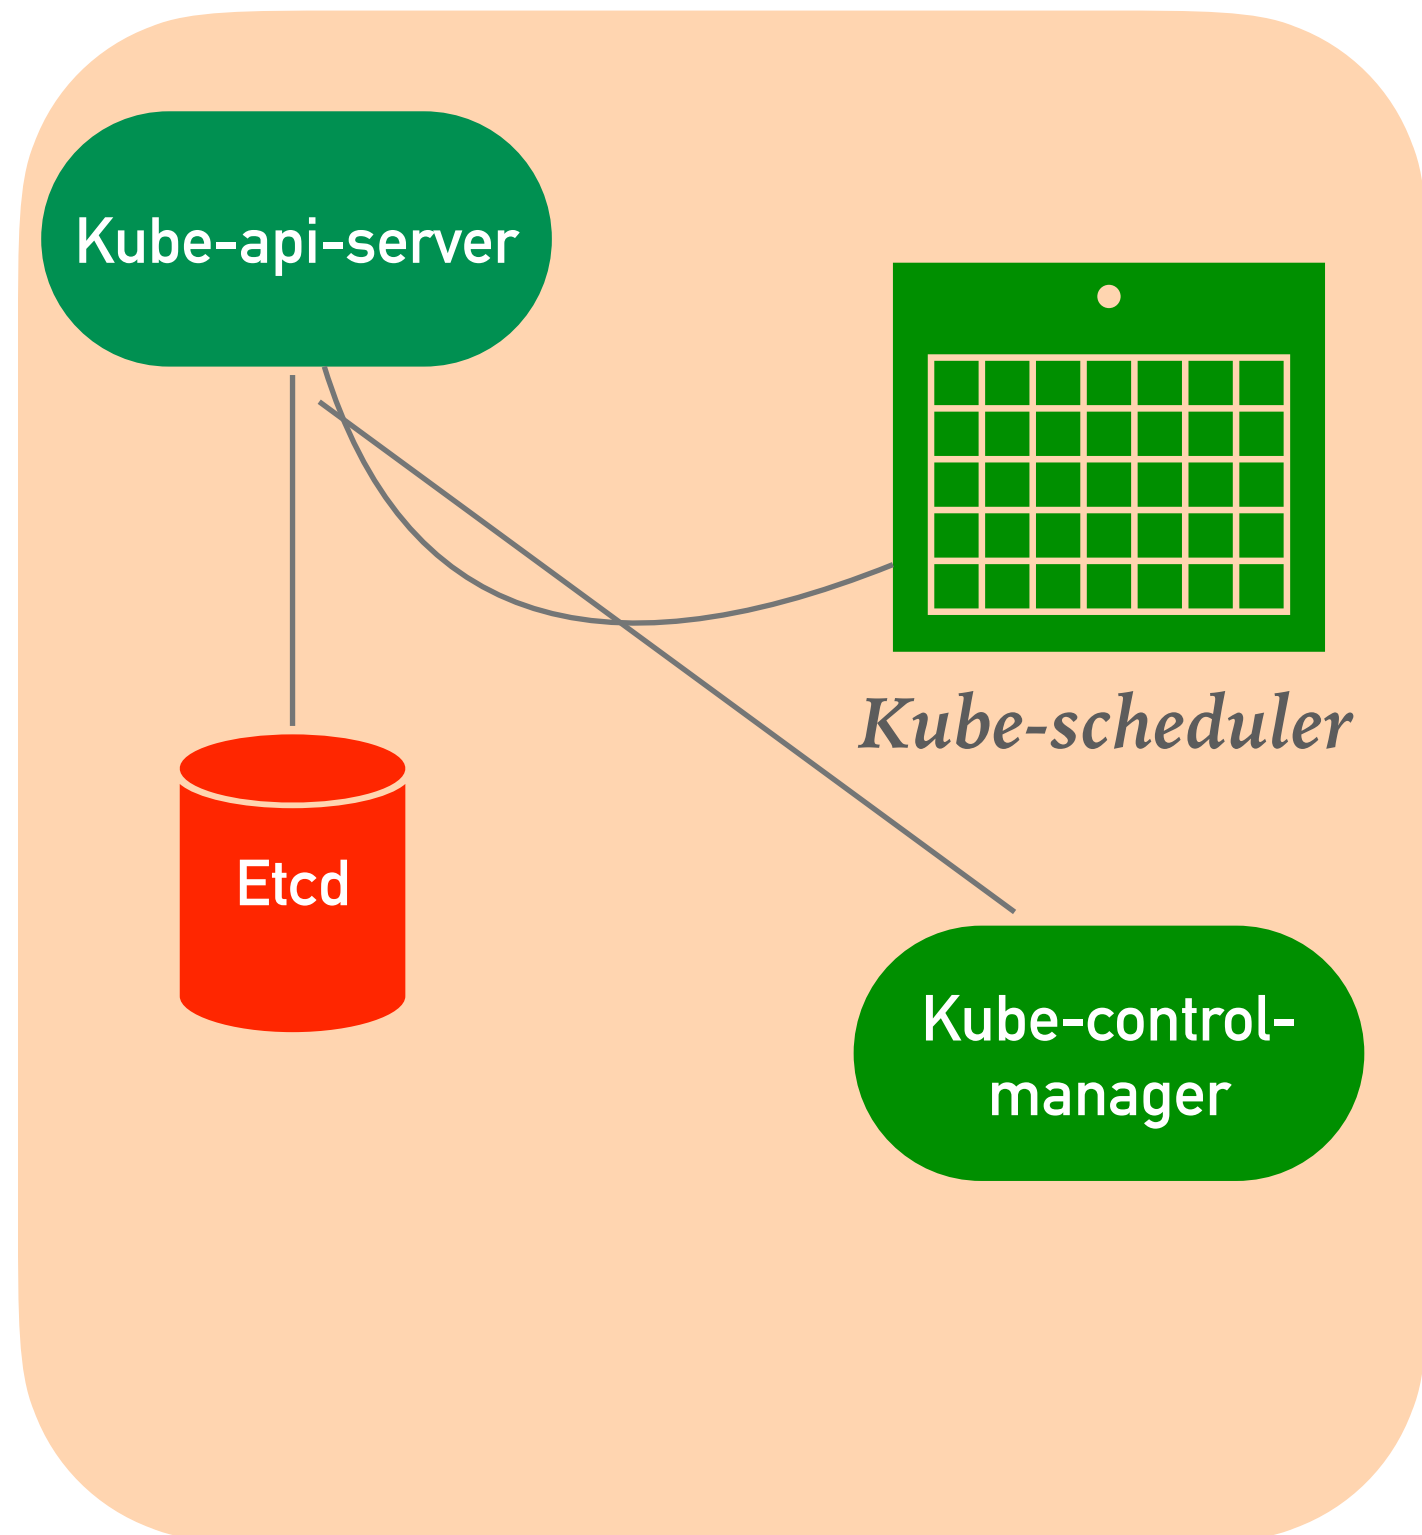 Kube-api-server
Kube-scheduler
Etcd
Kube-control-
manager